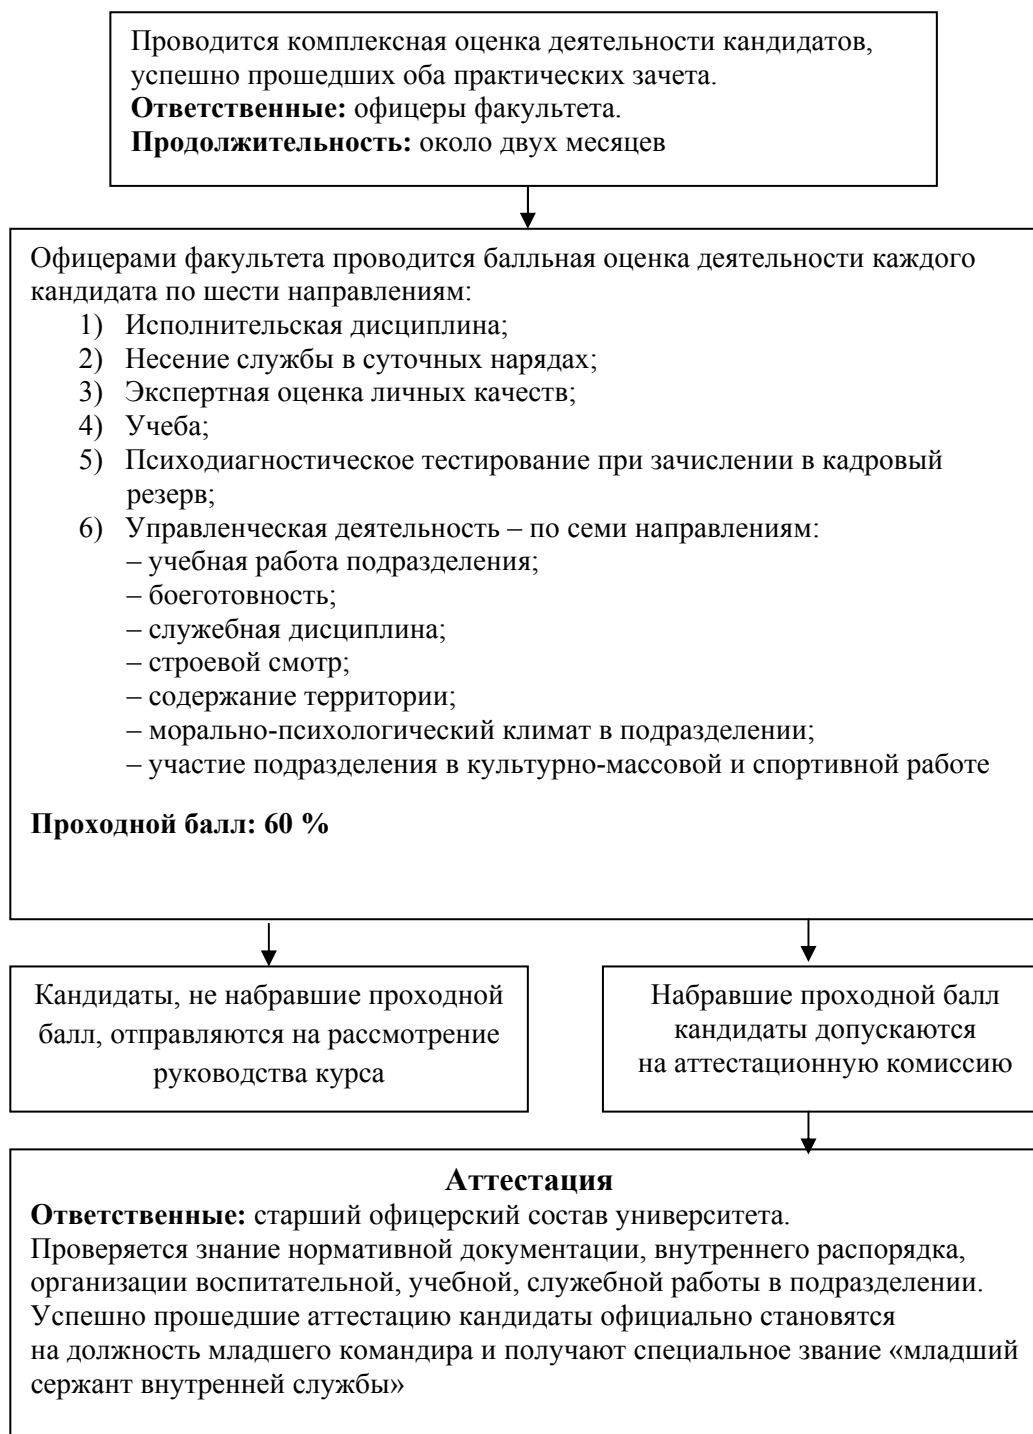 Проводится комплексная оценка деятельности кандидатов,
успешно прошедших оба практических зачета.
Ответственные: офицеры факультета.
Продолжительность: около двух месяцев
Офицерами факультета проводится балльная оценка деятельности каждого
кандидата по шести направлениям:
1) Исполнительская дисциплина;
2) Несение службы в суточных нарядах;
3) Экспертная оценка личных качеств;
4) Учеба;
5) Психодиагностическое тестирование при зачислении в кадровый
резерв;
6) Управленческая деятельность – по семи направлениям:
– учебная работа подразделения;
– боеготовность;
– служебная дисциплина;
– строевой смотр;
– содержание территории;
– морально-психологический климат в подразделении;
– участие подразделения в культурно-массовой и спортивной работе
Проходной балл: 60 %
Кандидаты, не набравшие проходной
балл, отправляются на рассмотрение
руководства курса
Набравшие проходной балл
кандидаты допускаются
на аттестационную комиссию
Аттестация
Ответственные: старший офицерский состав университета.
Проверяется знание нормативной документации, внутреннего распорядка,
организации воспитательной, учебной, служебной работы в подразделении.
Успешно прошедшие аттестацию кандидаты официально становятся
на должность младшего командира и получают специальное звание «младший
сержант внутренней службы»